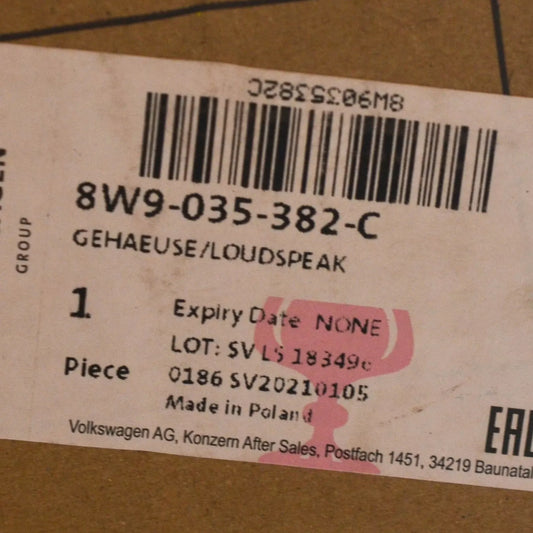 8W9035382C
8W9-035-382-C
GEHAEUSE/LOUDSPEAK
GROUP
1 Expiry Date NONE
LOT: SV LS
Piece 0186 SV20210105
Made in Poland
Volkswagen AG, Konzern After Sales, Postfach 1451, 34219 Baunatal